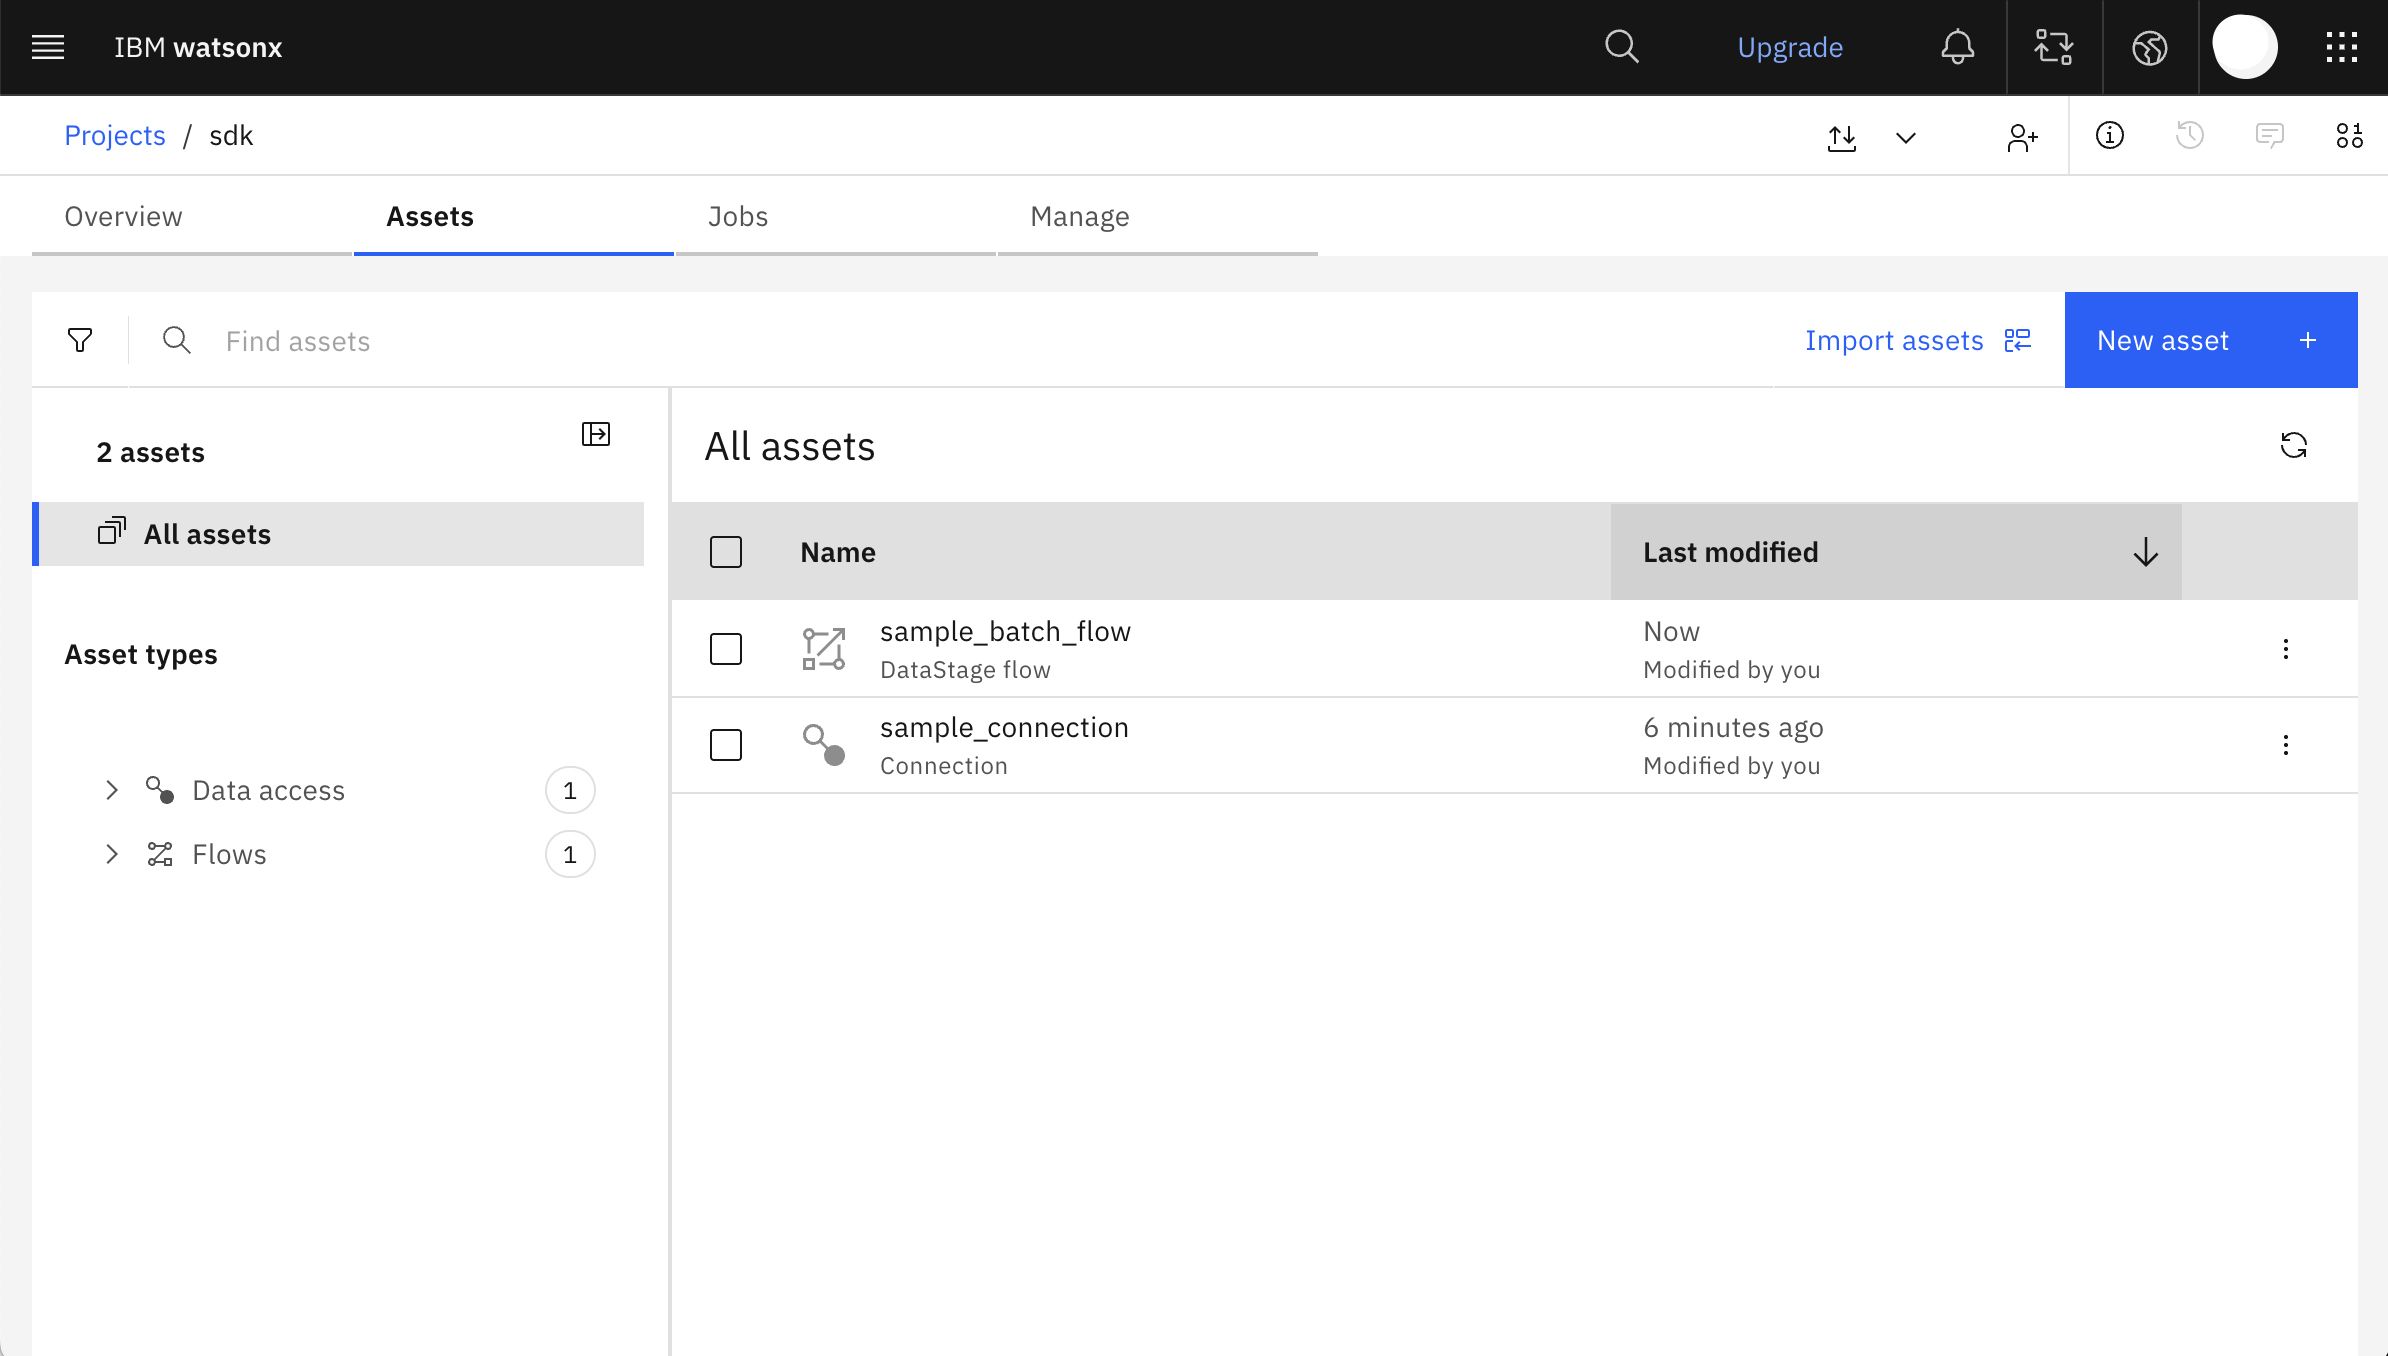 IBM watsonx
Upgrade
Projects / sdk
Overview
Assets
Jobs
Manage
Find assets
Import assets
New asset +
2 assets
All assets
Asset types
Data access 1
Flows 1
All assets
Name
Last modified
sample_batch_flow
DataStage flow
Now
Modified by you
sample_connection
Connection
6 minutes ago
Modified by you